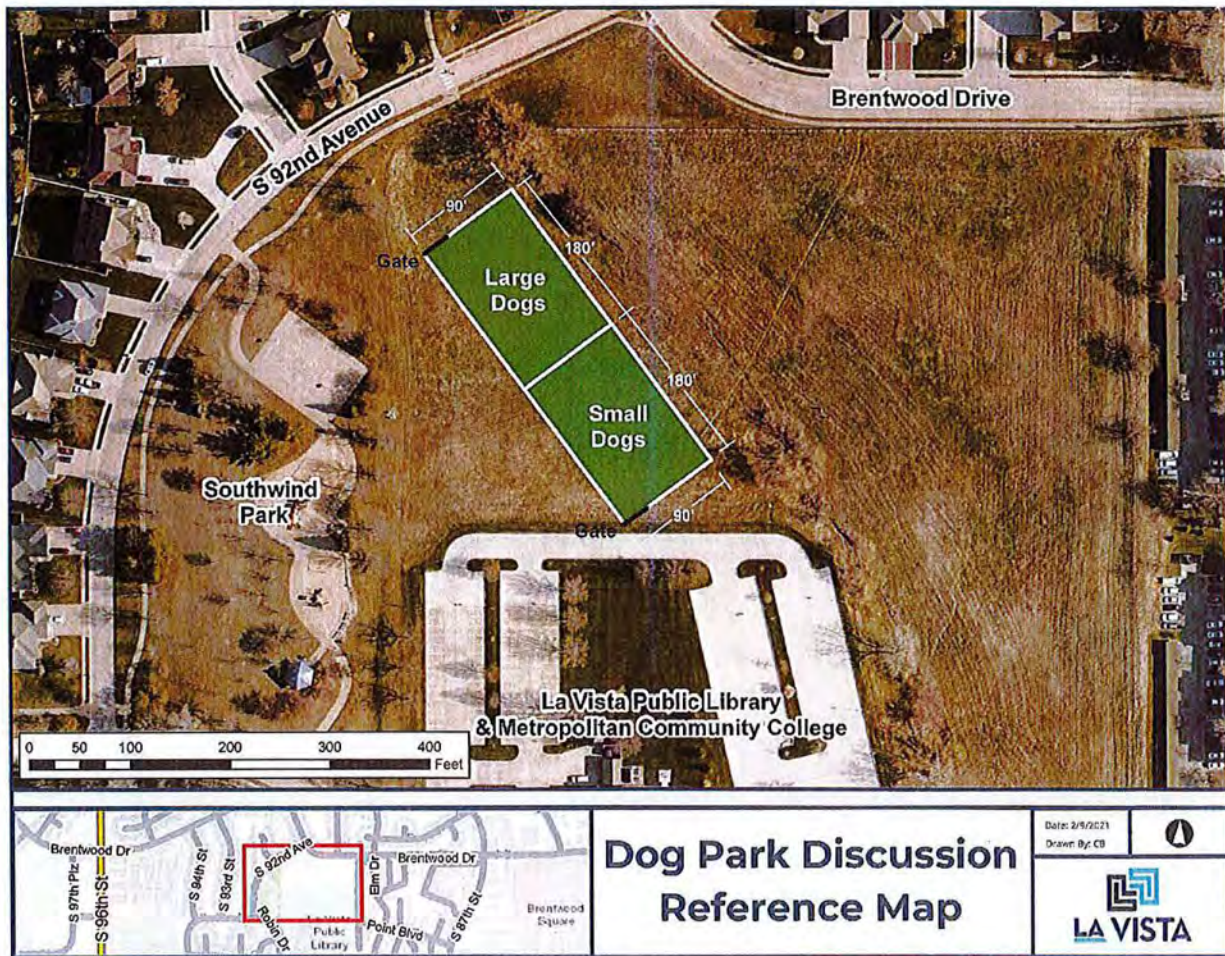 Brentwood Drive
S 92nd Avenue
90'
180'
Gate
Large
Dogs
180'
Small
Dogs
Southwind
Park
90'
Gate
La Vista Public Library
& Metropolitan Community College
0 50 100 200 300 400
Feet
Brentwood Dr
S 97th Plz
S 96th St
S 94th St
S 93rd St
S 92nd Ave
Robin Dr
La Vista
Public
Library
Elm Dr
Brentwood Dr
Point Blvd
S 87th St
Brentwood
Square
Dog Park Discussion
Reference Map
Date: 2/9/2021
Drawn By: CB
LA VISTA